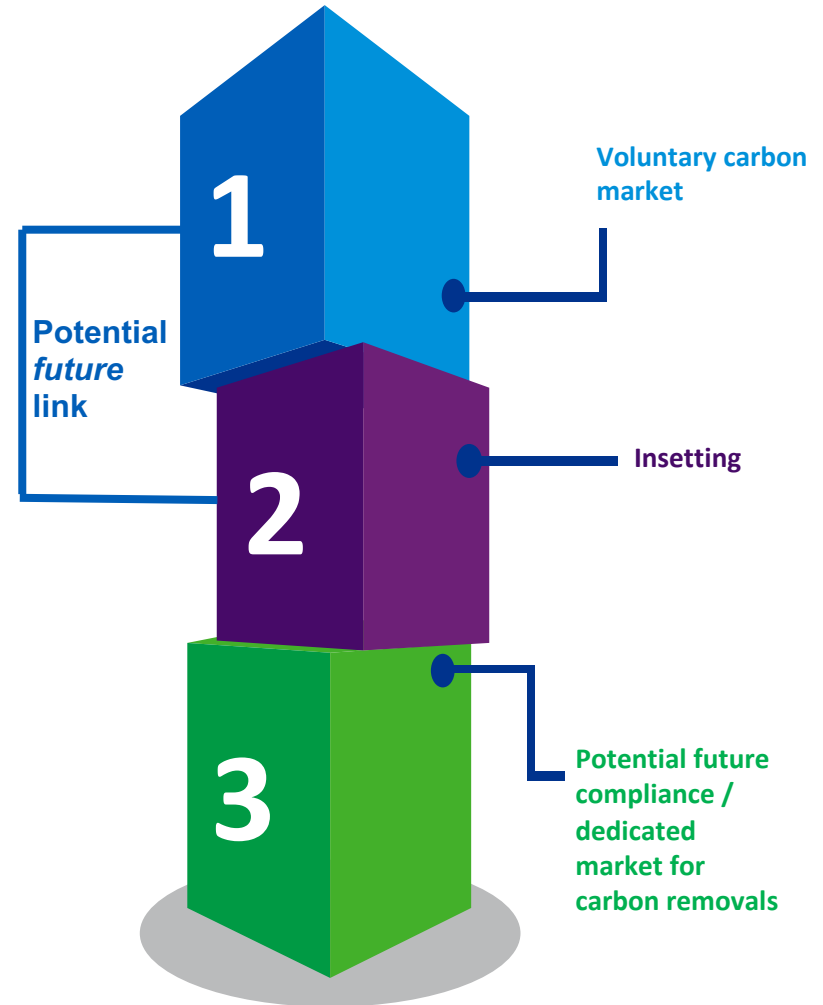 1
Voluntary carbon
market
Potential
future
link
2
Insetting
3
Potential future
compliance /
dedicated
market for
carbon removals